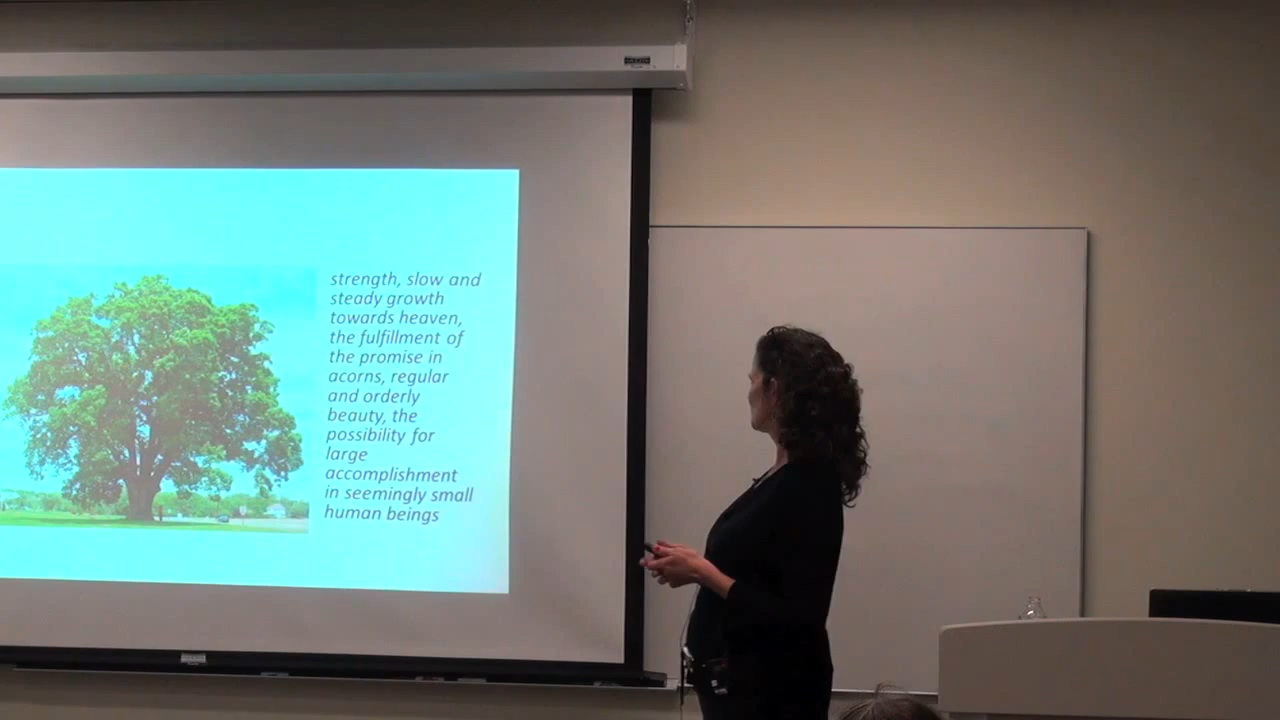 strength, slow and
steady growth
towards heaven,
the fulfillment of
the promise in
acorns, regular
and orderly
beauty, the
possibility for
large
accomplishment
in seemingly small
human beings